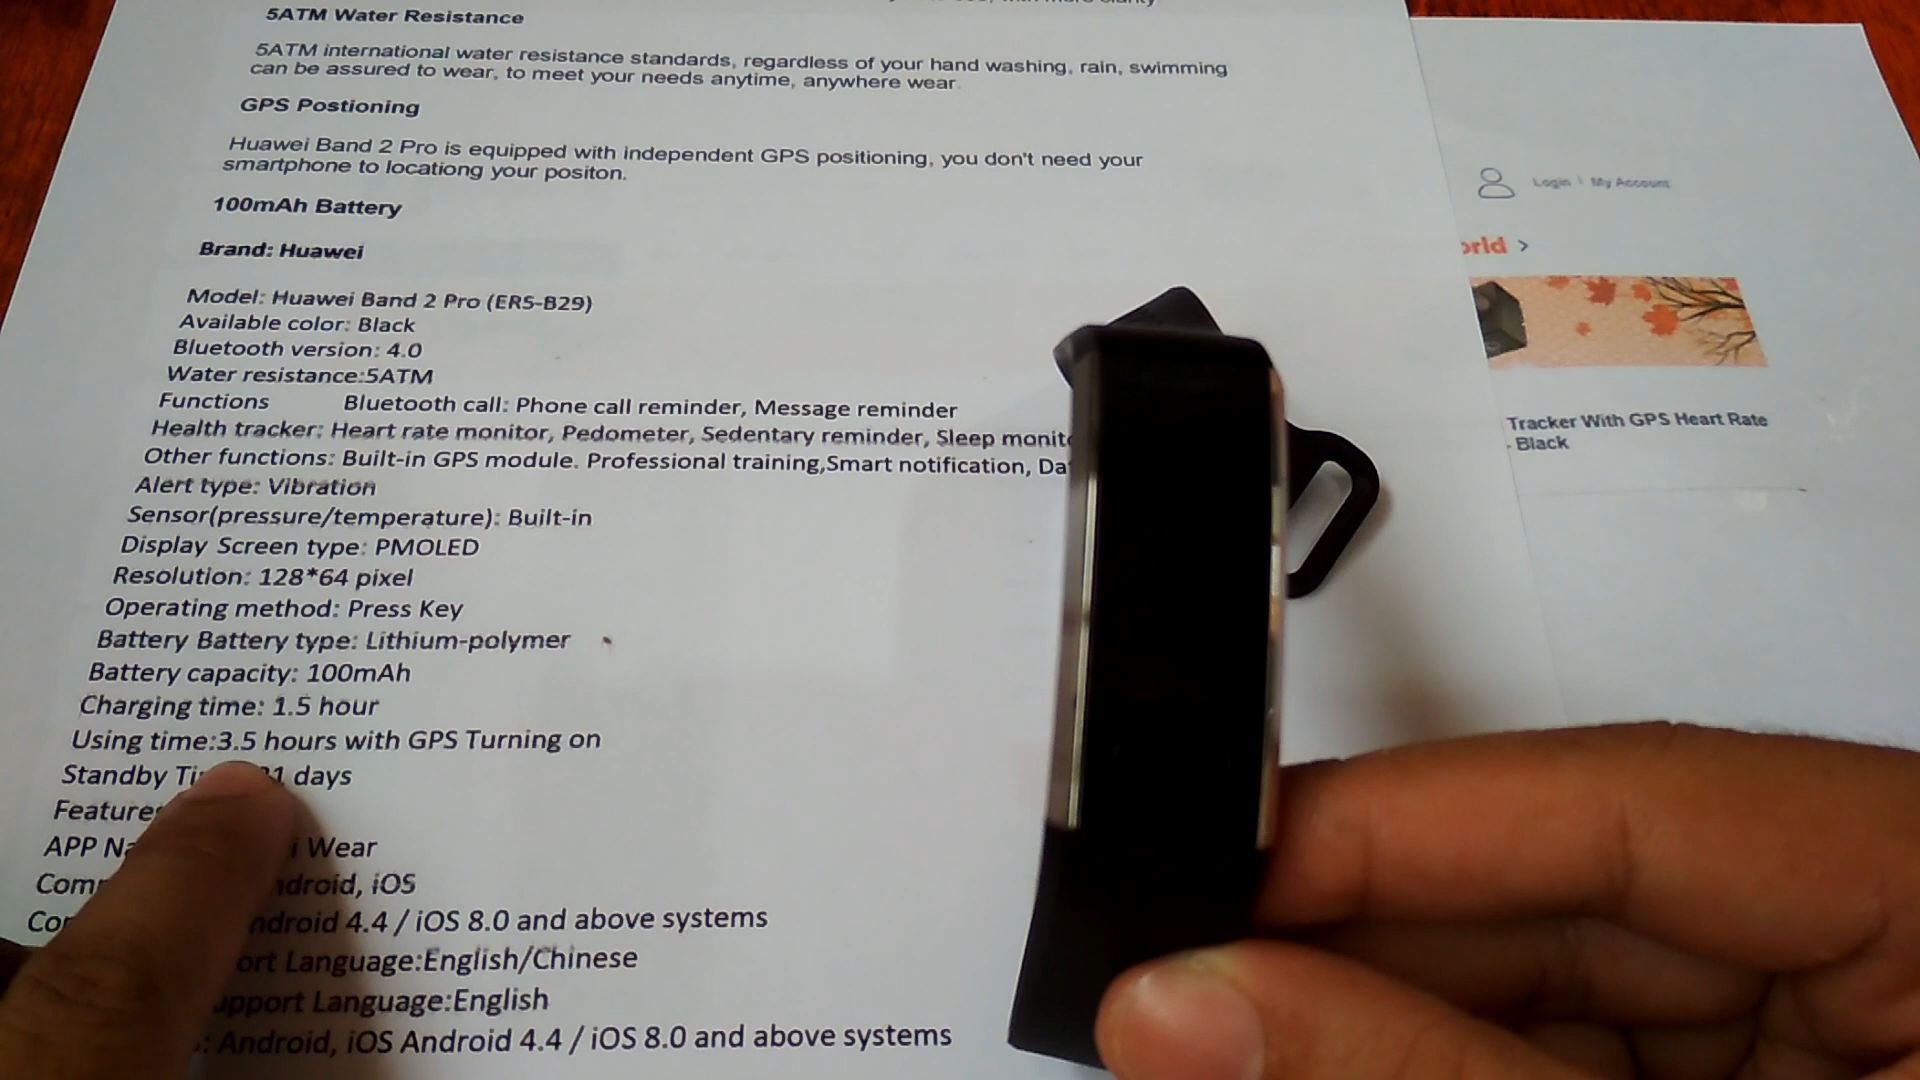 5ATM Water Resistance
5ATM international water resistance standards, regardless of your hand washing, rain, swimming
can be assured to wear, to meet your needs anytime, anywhere wear.
GPS Postioning
Huawei Band 2 Pro is equipped with independent GPS positioning, you don't need your
smartphone to locationg your positon.
100mAh Battery
Brand: Huawei
Model: Huawei Band 2 Pro (ERS-B29)
Available color: Black
Bluetooth version: 4.0
Water resistance:5ATM
Functions Bluetooth call: Phone call reminder, Message reminder
Health tracker: Heart rate monitor, Pedometer, Sedentary reminder, Sleep
Other functions: Built-in GPS module. Professional training,Smart notification,
Alert type: Vibration
Sensor(pressure/temperature): Built-in
Display Screen type: PMOLED
Resolution: 128*64 pixel
Operating method: Press Key
Battery Battery type: Lithium-polymer
Battery capacity: 100mAh
Charging time: 1.5 hour
Using time:3.5 hours with GPS Turning on
Standby days
APP Wear
iOS
4.4 / iOS 8.0 and above systems
Language:English/Chinese
Language:English
Android, iOS Android 4.4 / iOS 8.0 and above systems
Login | My Account
>
Tracker With GPS Heart Rate
- Black